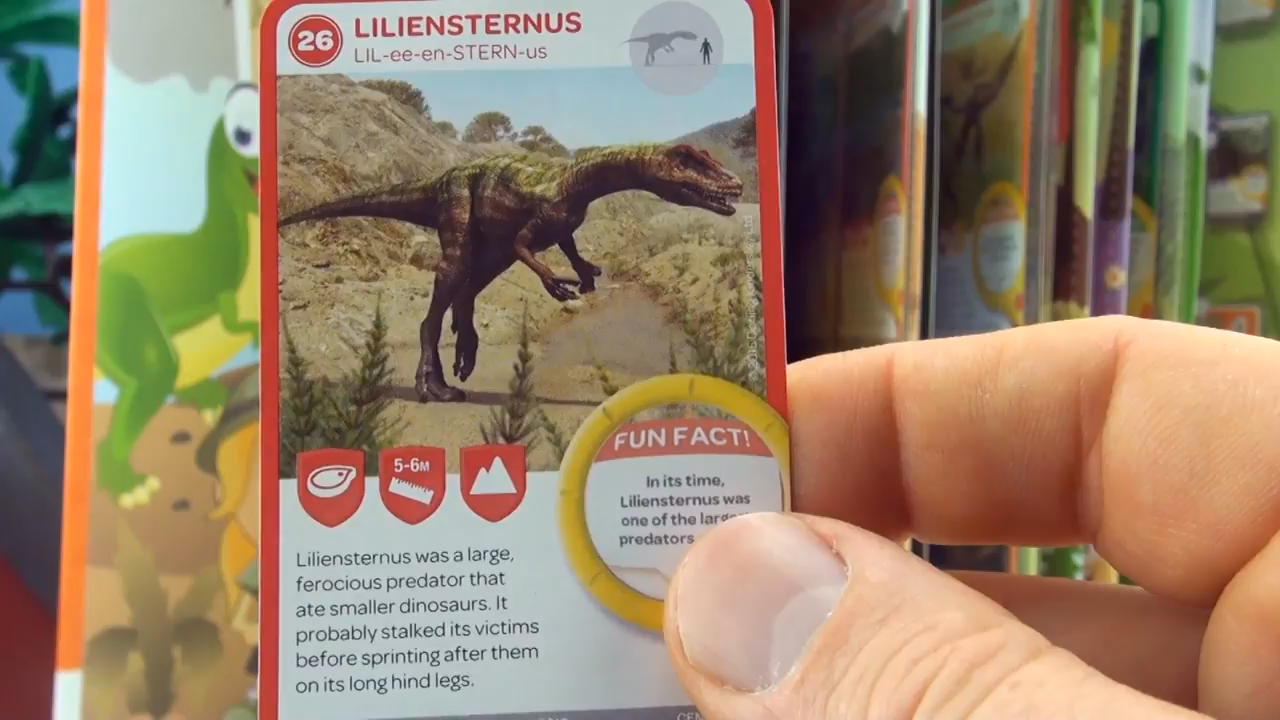 26
LILIENSTERNUS
LIL-ee-en-STERN-us
5-6M
FUN FACT!
In its time,
Liliensternus was
one of the
predators
Liliensternus was a large,
ferocious predator that
ate smaller dinosaurs. It
probably stalked its victims
before sprinting after them
on its long hind legs.